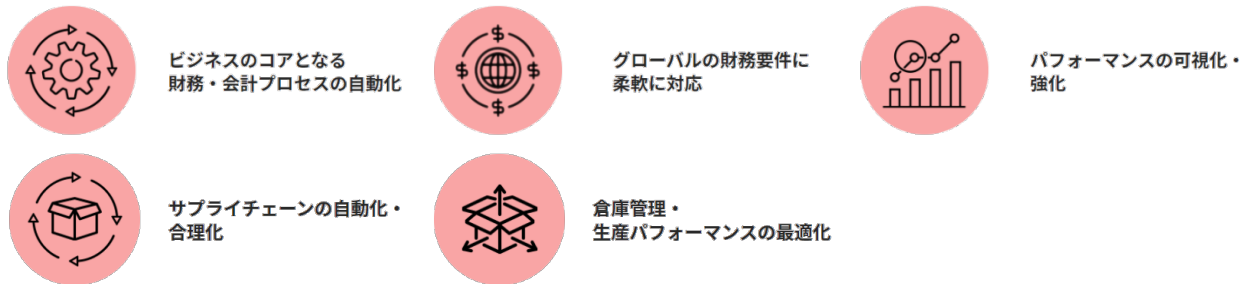 ビジネスのコアとなる
財務・会計プロセスの自動化
グローバルの財務要件に
柔軟に対応
パフォーマンスの可視化・
強化
サプライチェーンの自動化・
合理化
倉庫管理・
生産パフォーマンスの最適化